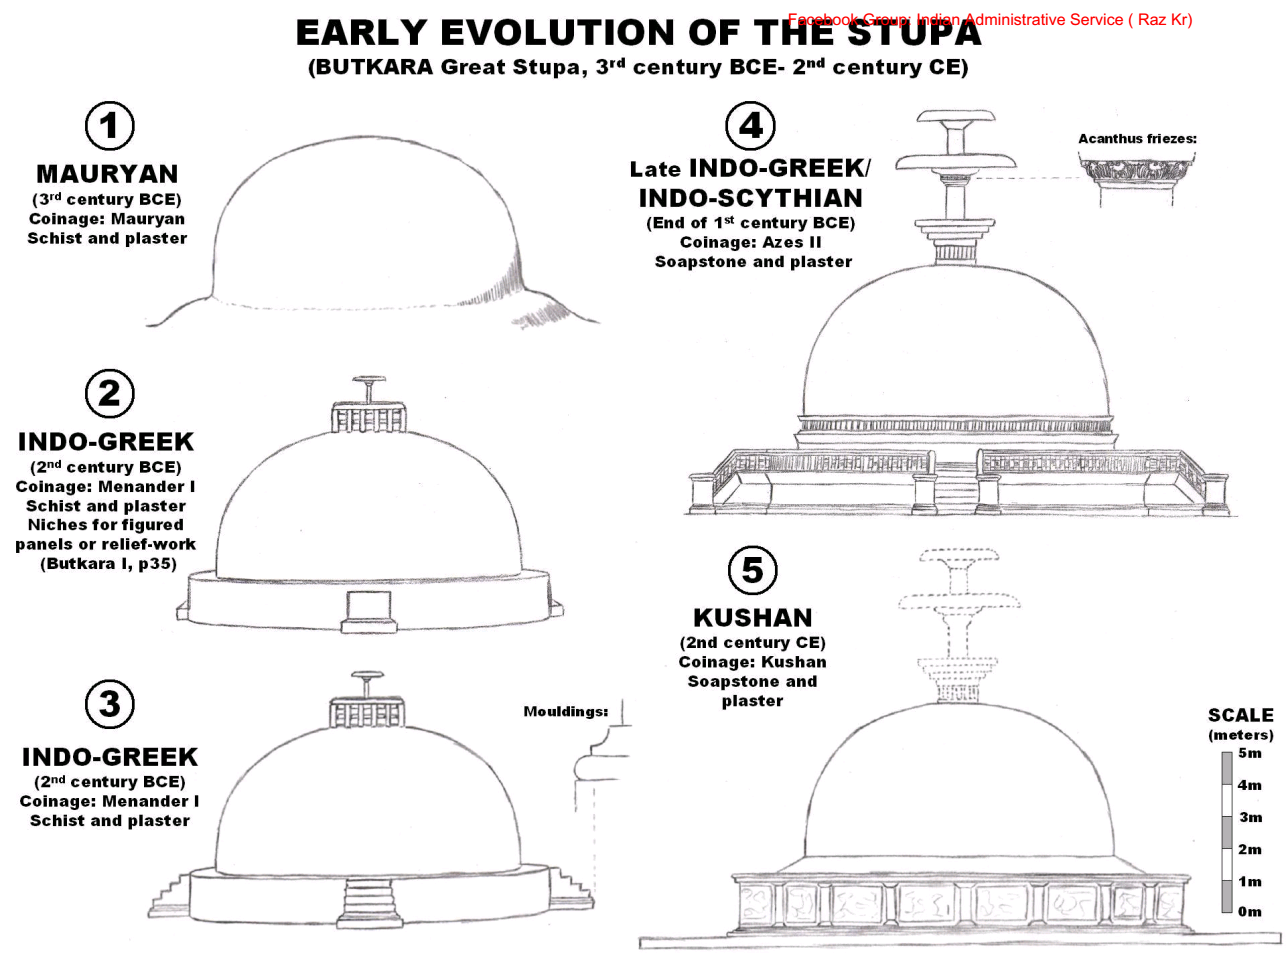 Facebook Group: Indian Administrative Service ( Raz Kr)
EARLY EVOLUTION OF THE STUPA
(BUTKARA Great Stupa, 3rd century BCE- 2nd century CE)
1
MAURYAN
(3rd century BCE)
Coinage: Mauryan
Schist and plaster
2
INDO-GREEK
(2nd century BCE)
Coinage: Menander I
Schist and plaster
Niches for figured
panels or relief-work
(Butkara I, p35)
3
INDO-GREEK
(2nd century BCE)
Coinage: Menander I
Schist and plaster
Mouldings:
4
Late INDO-GREEK/
INDO-SCYTHIAN
(End of 1st century BCE)
Coinage: Azes II
Soapstone and plaster
Acanthus friezes:
5
KUSHAN
(2nd century CE)
Coinage: Kushan
Soapstone and
plaster
SCALE
(meters)
5m
4m
3m
2m
1m
0m